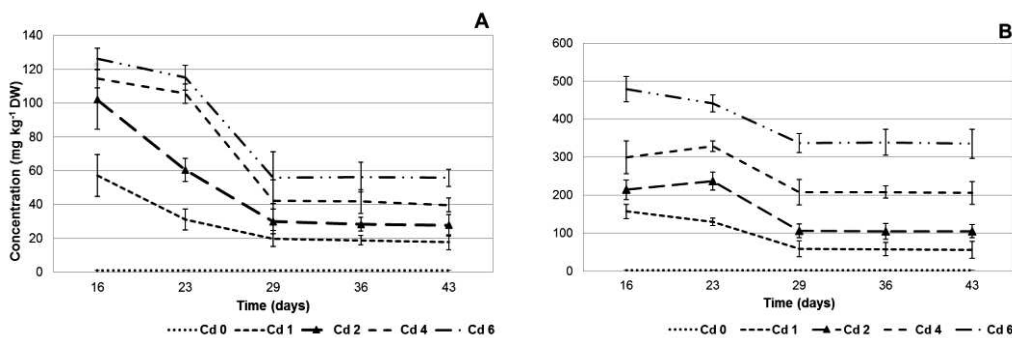 A
140
120
100
80
60
40
20
0
Concentration (mg kg⁻¹ DW)
16 23 29 36 43
Time (days)
Cd 0 Cd 1 Cd 2 Cd 4 Cd 6
B
600
500
400
300
200
100
0
16 23 29 36 43
Time (days)
Cd 0 Cd 1 Cd 2 Cd 4 Cd 6